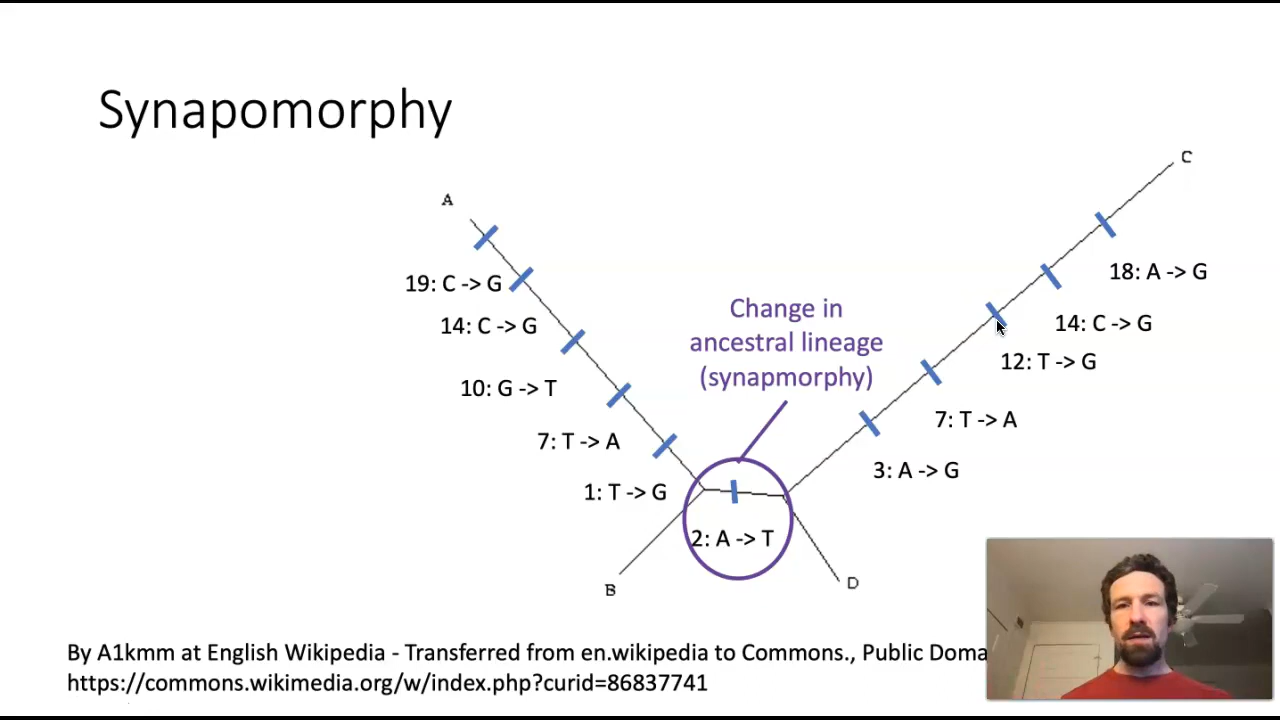 Synapomorphy
A
C
19: C -> G
14: C -> G
10: G -> T
7: T -> A
1: T -> G
Change in
ancestral lineage
(synapmorphy)
18: A -> G
14: C -> G
12: T -> G
7: T -> A
3: A -> G
2: A -> T
B
D
By A1kmm at English Wikipedia - Transferred from en.wikipedia to Commons., Public Doma
https://commons.wikimedia.org/w/index.php?curid=86837741